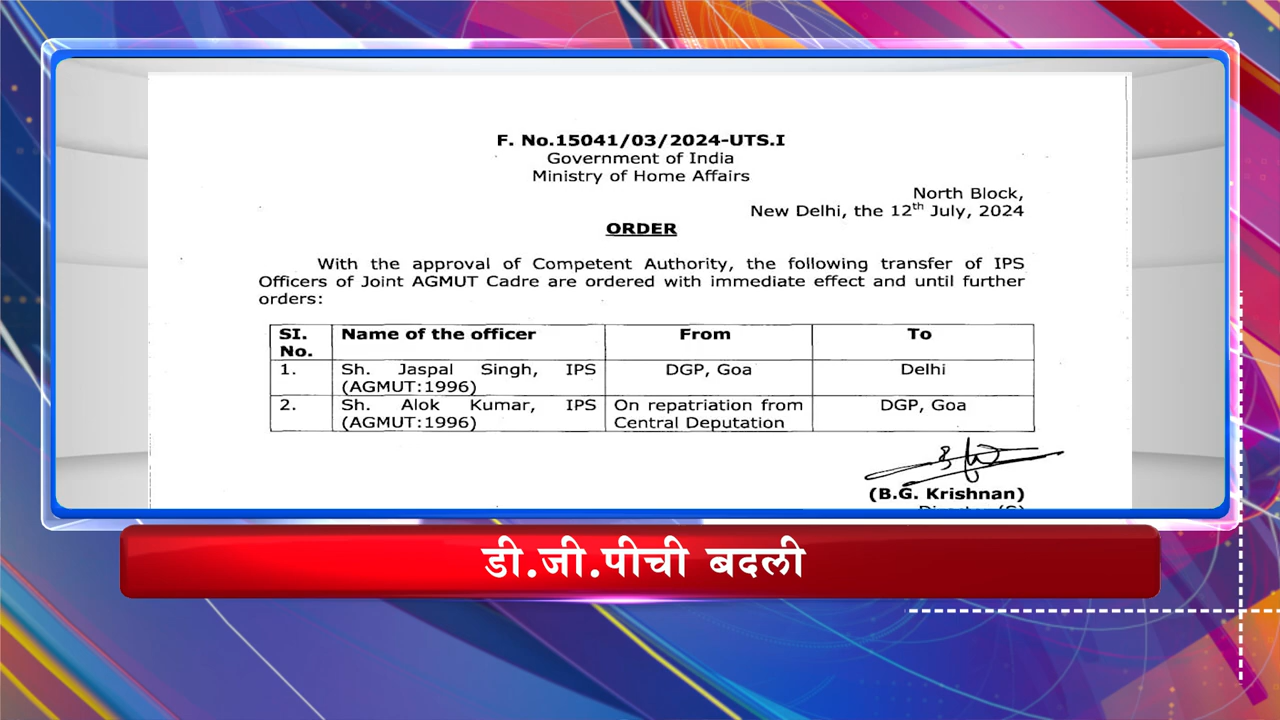 F. No.15041/03/2024-UTS.I
Government of India
Ministry of Home Affairs
North Block,
New Delhi, the 12th July, 2024
ORDER
With the approval of Competent Authority, the following transfer of IPS
Officers of Joint AGMUT Cadre are ordered with immediate effect and until further
orders:
SI. No. Name of the officer From To
1. Sh. Jaspal Singh, IPS (AGMUT:1996) DGP, Goa Delhi
2. Sh. Alok Kumar, IPS (AGMUT:1996) On repatriation from Central Deputation DGP, Goa
(B.G. Krishnan)
डी.जी.पीची बदली